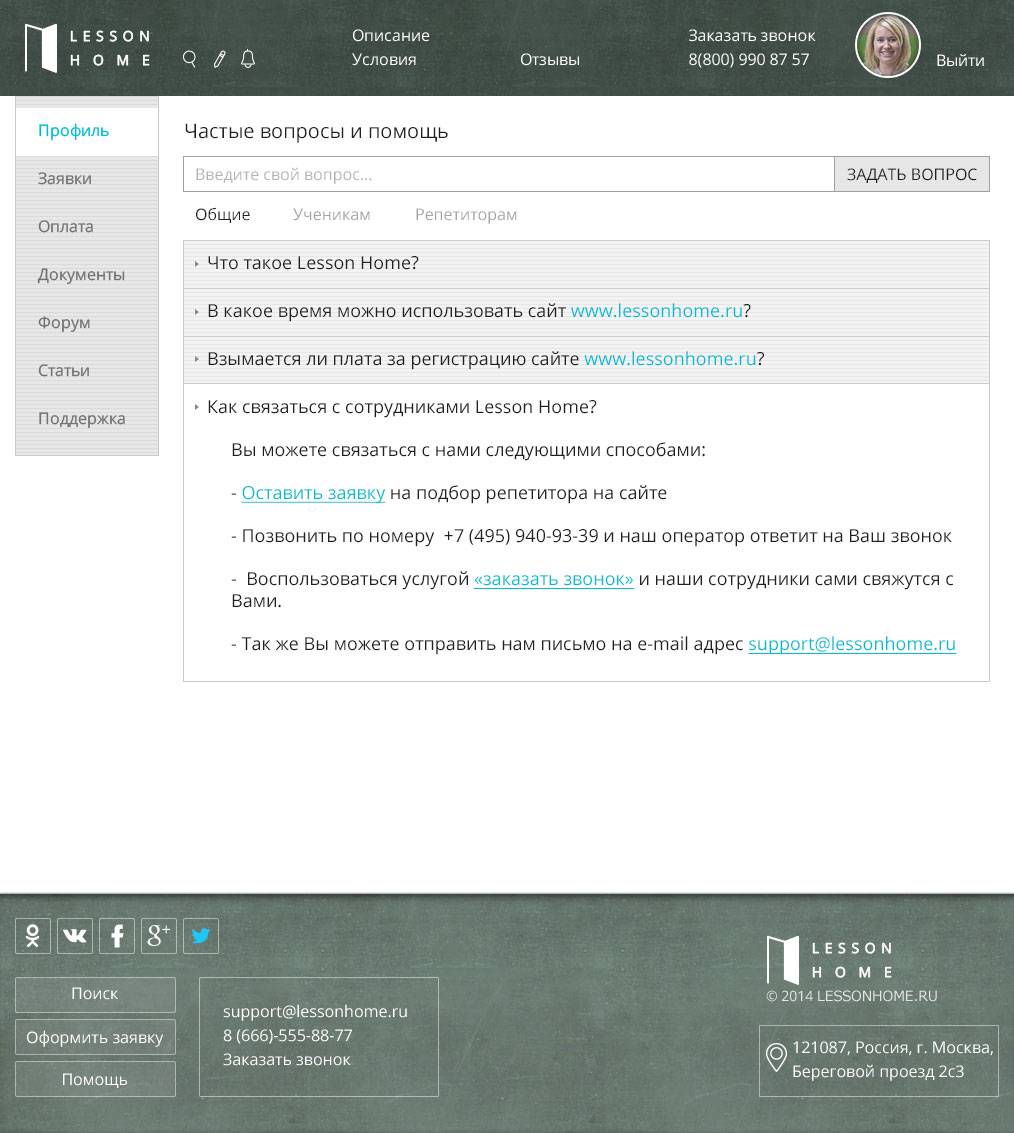 LESSON
HOME
Описание
Условия
Отзывы
Заказать звонок
8(800) 990 87 57
Выйти
Профиль
Заявки
Оплата
Документы
Форум
Статьи
Поддержка
Частые вопросы и помощь
Введите свой вопрос...
ЗАДАТЬ ВОПРОС
Общие
Ученикам
Репетиторам
Что такое Lesson Home?
В какое время можно использовать сайт www.lessonhome.ru?
Взымается ли плата за регистрацию сайте www.lessonhome.ru?
Как связаться с сотрудниками Lesson Home?
Вы можете связаться с нами следующими способами:
- Оставить заявку на подбор репетитора на сайте
- Позвонить по номеру  +7 (495) 940-93-39 и наш оператор ответит на Ваш звонок
-  Воспользоваться услугой «заказать звонок» и наши сотрудники сами свяжутся с
Вами.
- Так же Вы можете отправить нам письмо на e-mail адрес support@lessonhome.ru
Поиск
Оформить заявку
Помощь
support@lessonhome.ru
8 (666)-555-88-77
Заказать звонок
LESSON
HOME
© 2014 LESSONHOME.RU
121087, Россия, г. Москва,
Береговой проезд 2с3